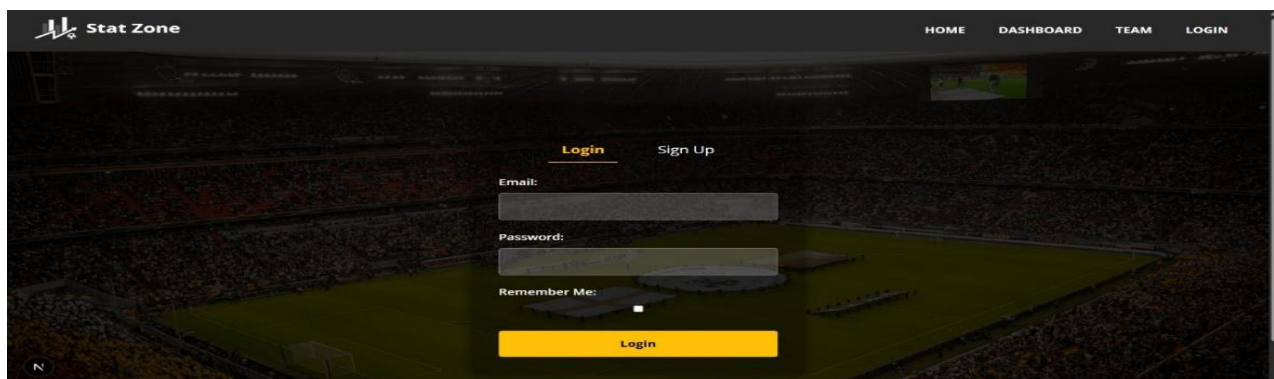 Stat Zone
HOME DASHBOARD TEAM LOGIN
Login Sign Up
Email:
Password:
Remember Me:
Login
N